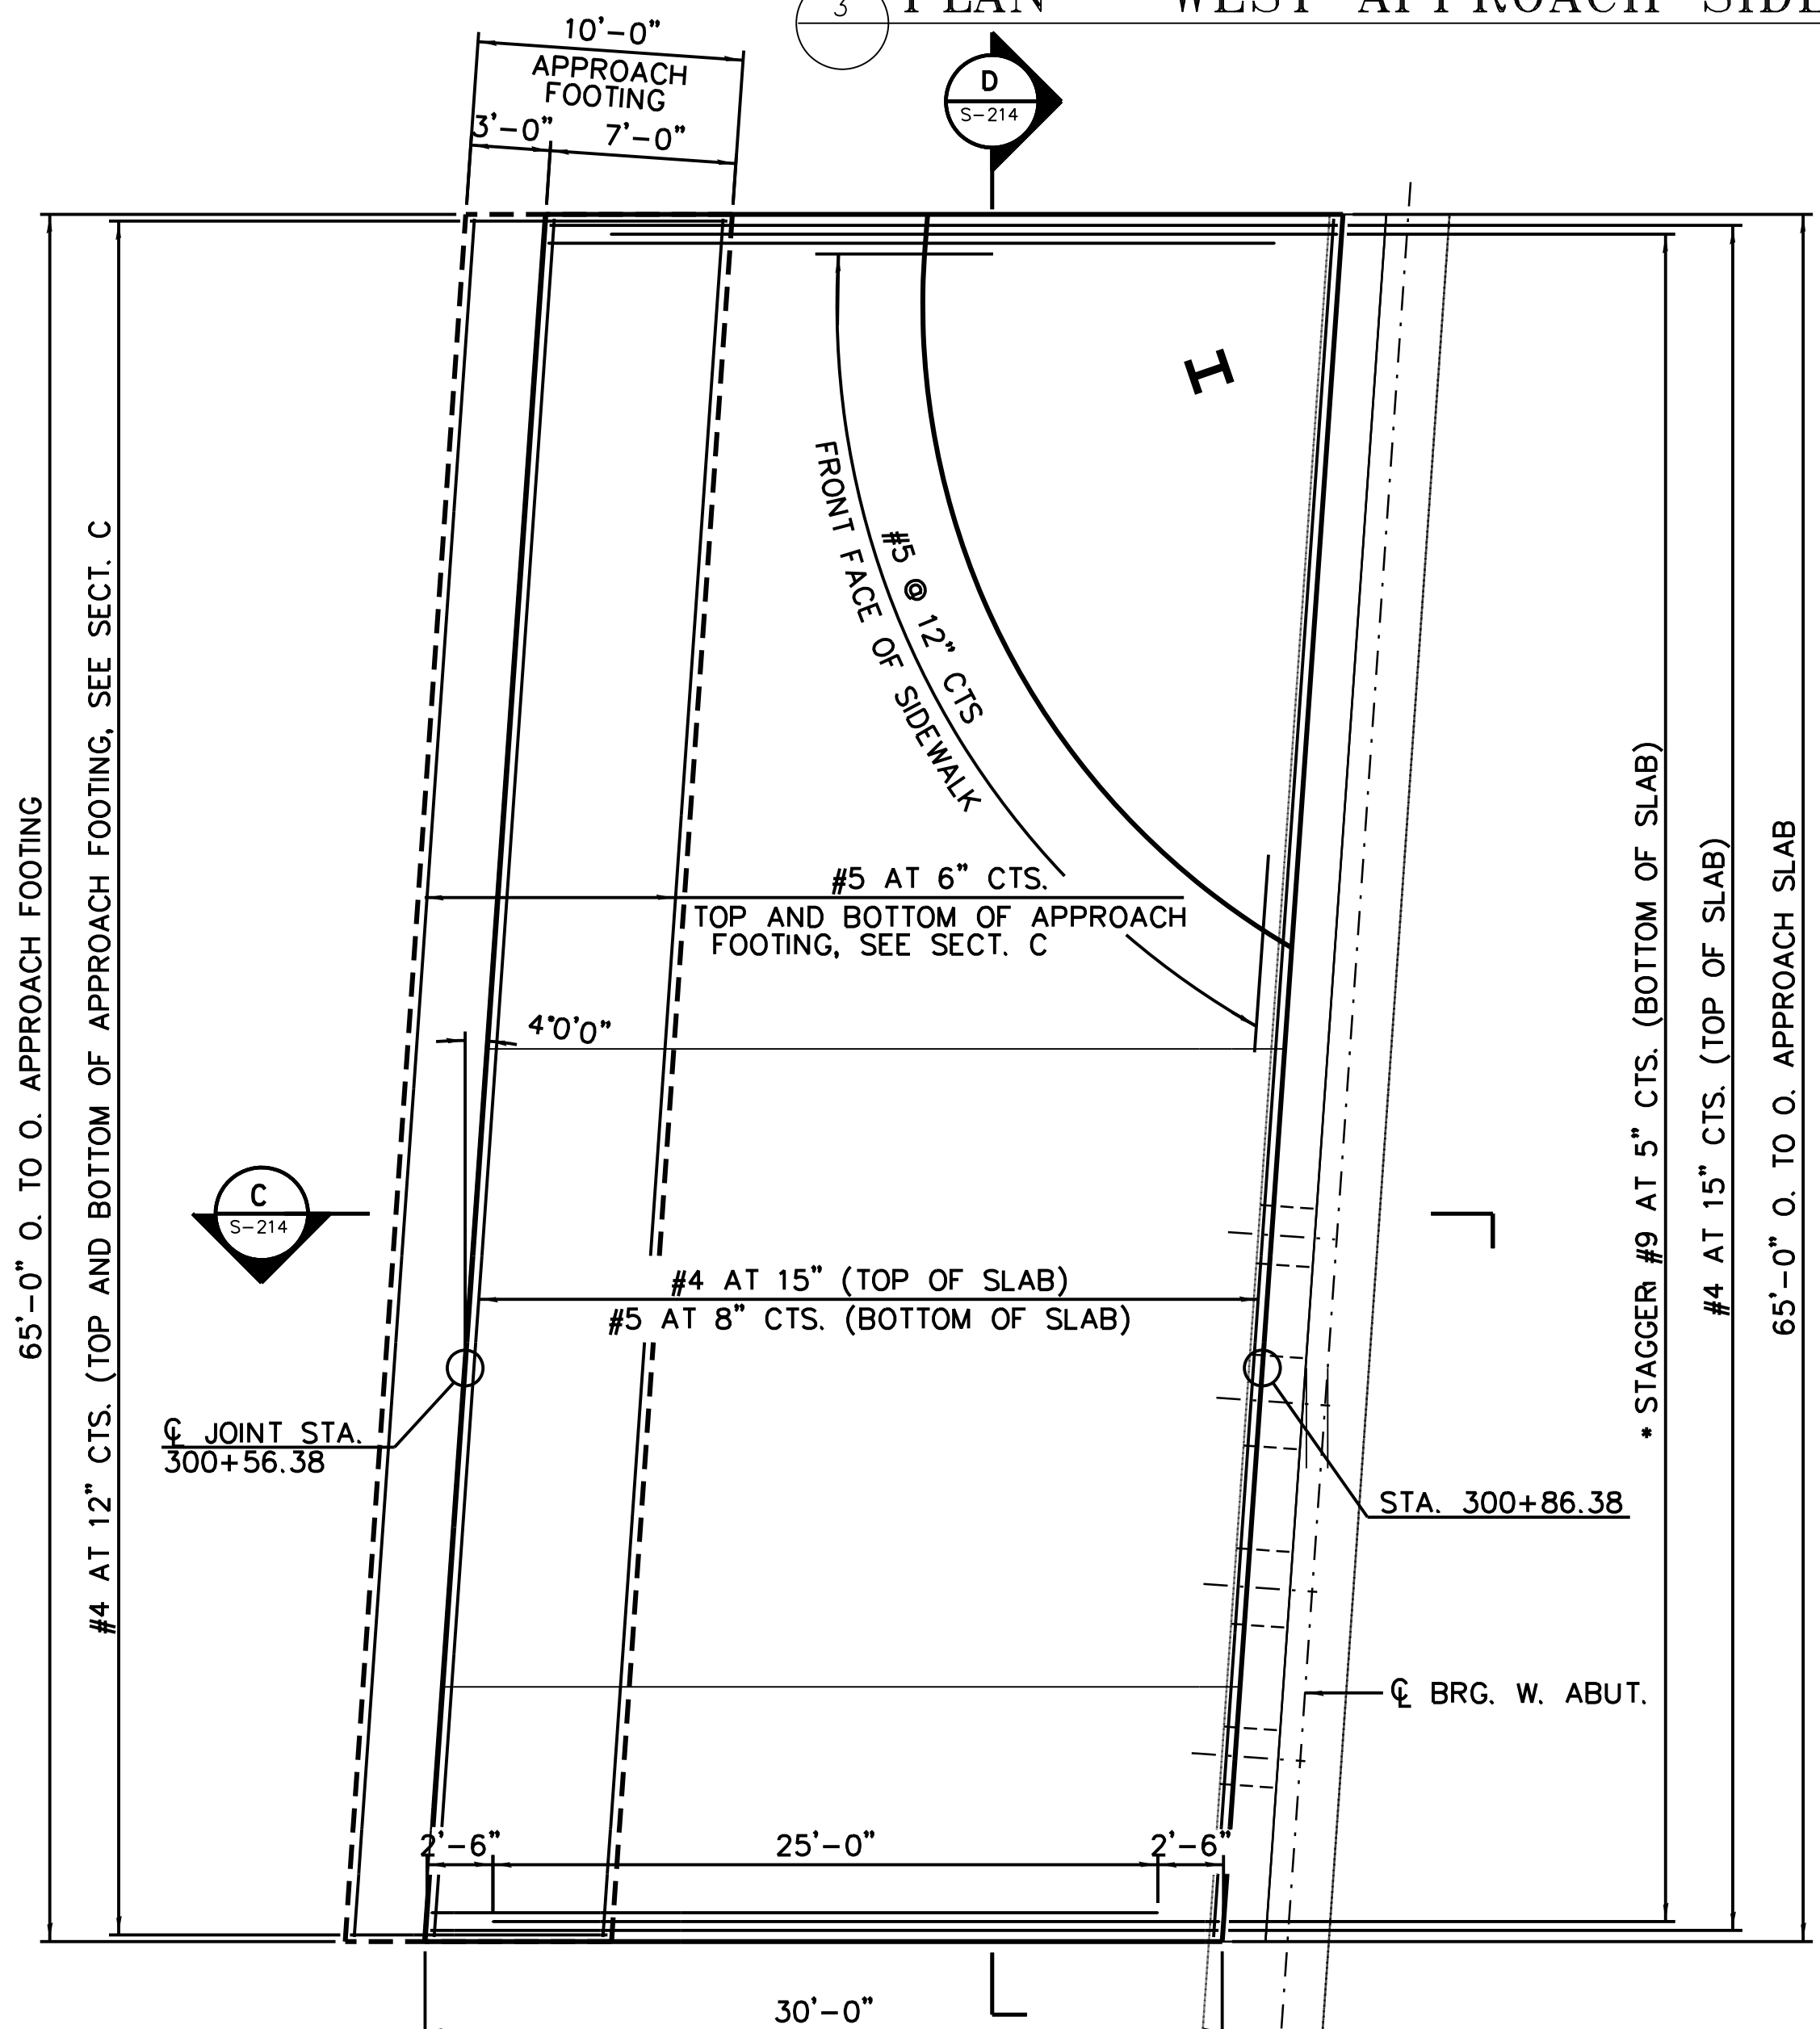 3 PLAN - WEST APPROACH SIDE
10'-0"
APPROACH
FOOTING
3'-0" 7'-0"
D
S-214
65'-0" O. TO O. APPROACH FOOTING
#4 AT 12" CTS. (TOP AND BOTTOM OF APPROACH FOOTING, SEE SECT. C
H
#5 @ 12" CTS
FRONT FACE OF SIDEWALK
#5 AT 6" CTS.
TOP AND BOTTOM OF APPROACH
FOOTING, SEE SECT. C
4°0'0"
C
S-214
#4 AT 15" (TOP OF SLAB)
#5 AT 8" CTS. (BOTTOM OF SLAB)
℄ JOINT STA.
300+56.38
STA. 300+86.38
℄ BRG. W. ABUT.
* STAGGER #9 AT 5" CTS. (BOTTOM OF SLAB)
#4 AT 15" CTS. (TOP OF SLAB)
65'-0" O. TO O. APPROACH SLAB
2'-6" 25'-0" 2'-6"
30'-0"